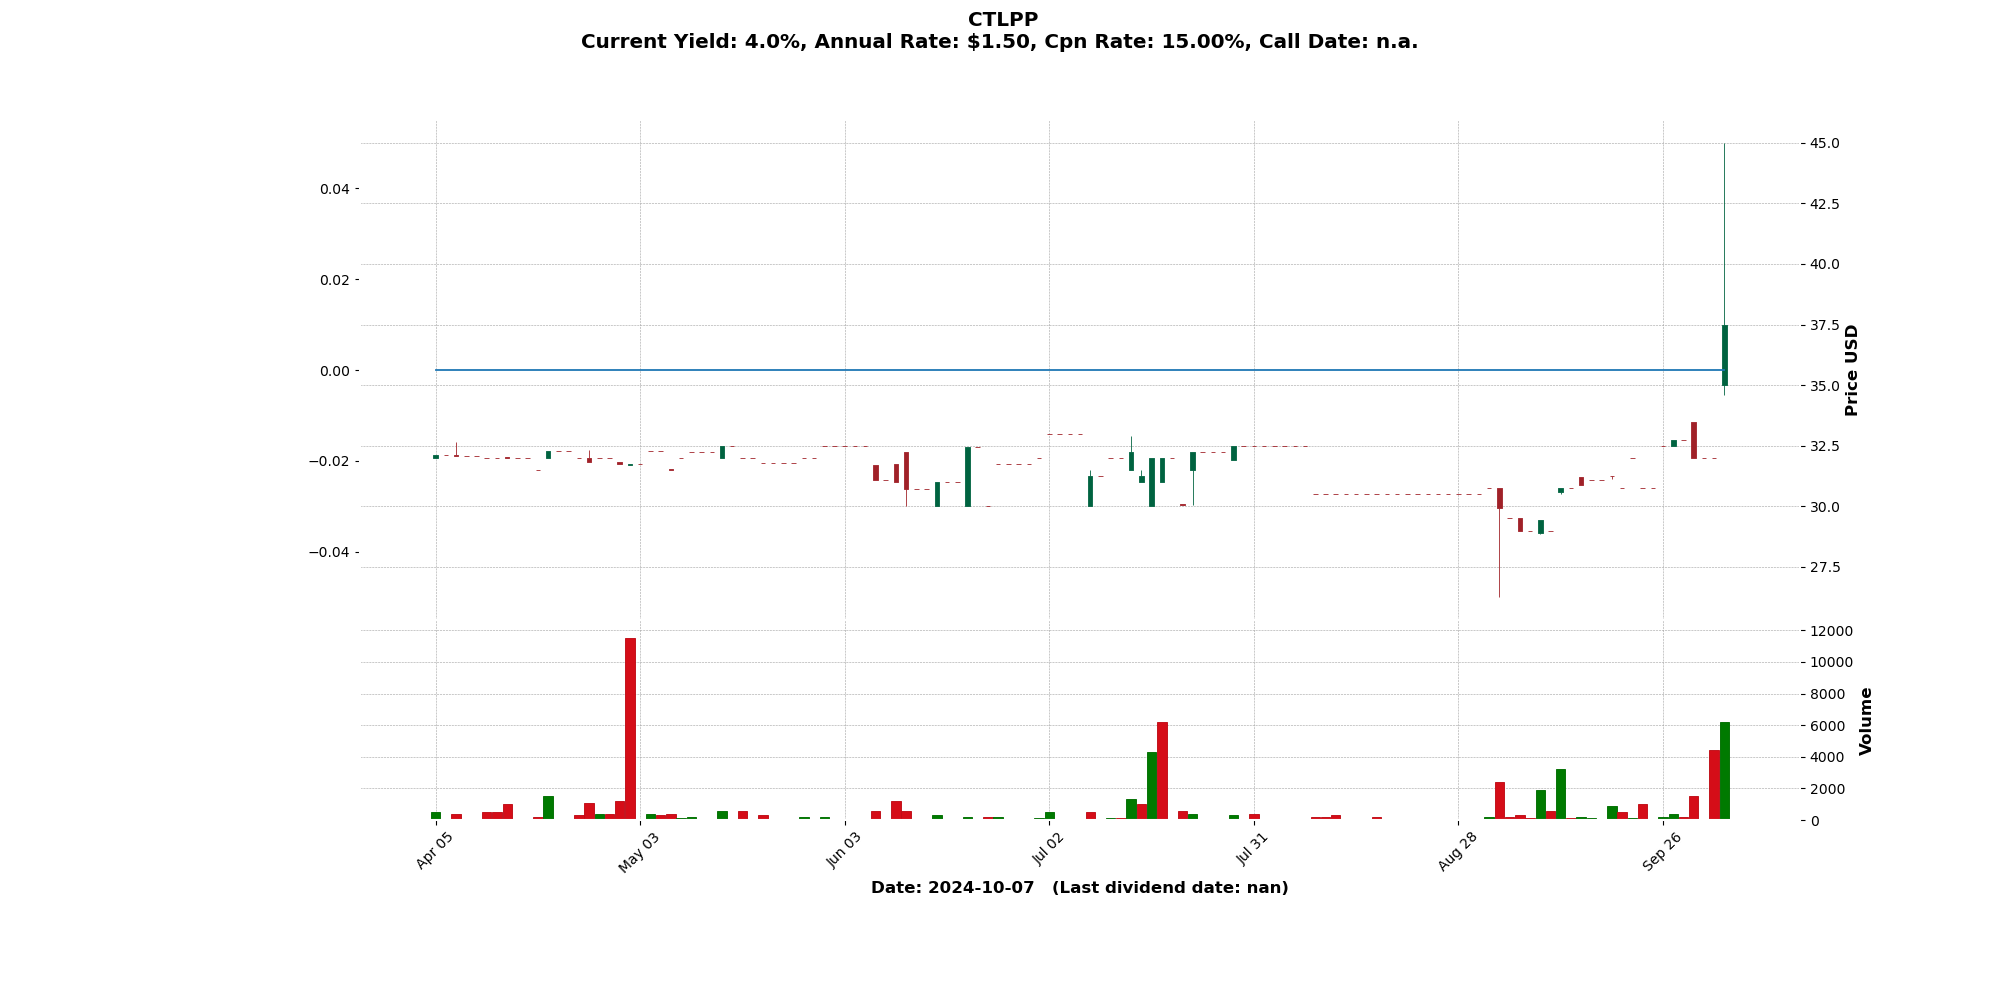 CTLPP
Current Yield: 4.0%, Annual Rate: $1.50, Cpn Rate: 15.00%, Call Date: n.a.
0.04
0.02
0.00
−0.02
−0.04
45.0
42.5
40.0
37.5
35.0
32.5
30.0
27.5
Price USD
12000
10000
8000
6000
4000
2000
0
Volume
Apr 05
May 03
Jun 03
Jul 02
Jul 31
Aug 28
Sep 26
Date: 2024-10-07 (Last dividend date: nan)